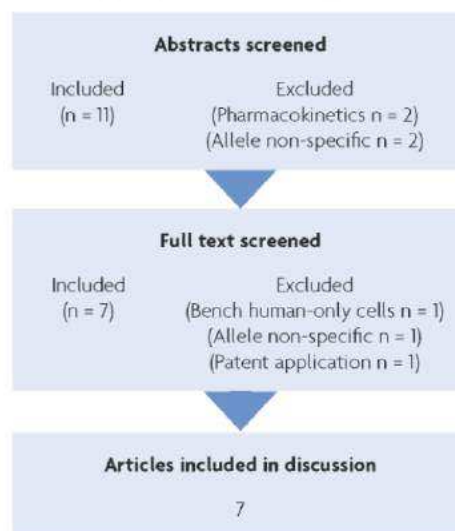 Abstracts screened
Included
(n = 11)
Excluded
(Pharmacokinetics n = 2)
(Allele non-specific n = 2)
Full text screened
Included
(n = 7)
Excluded
(Bench human-only cells n = 1)
(Allele non-specific n = 1)
(Patent application n = 1)
Articles included in discussion
7